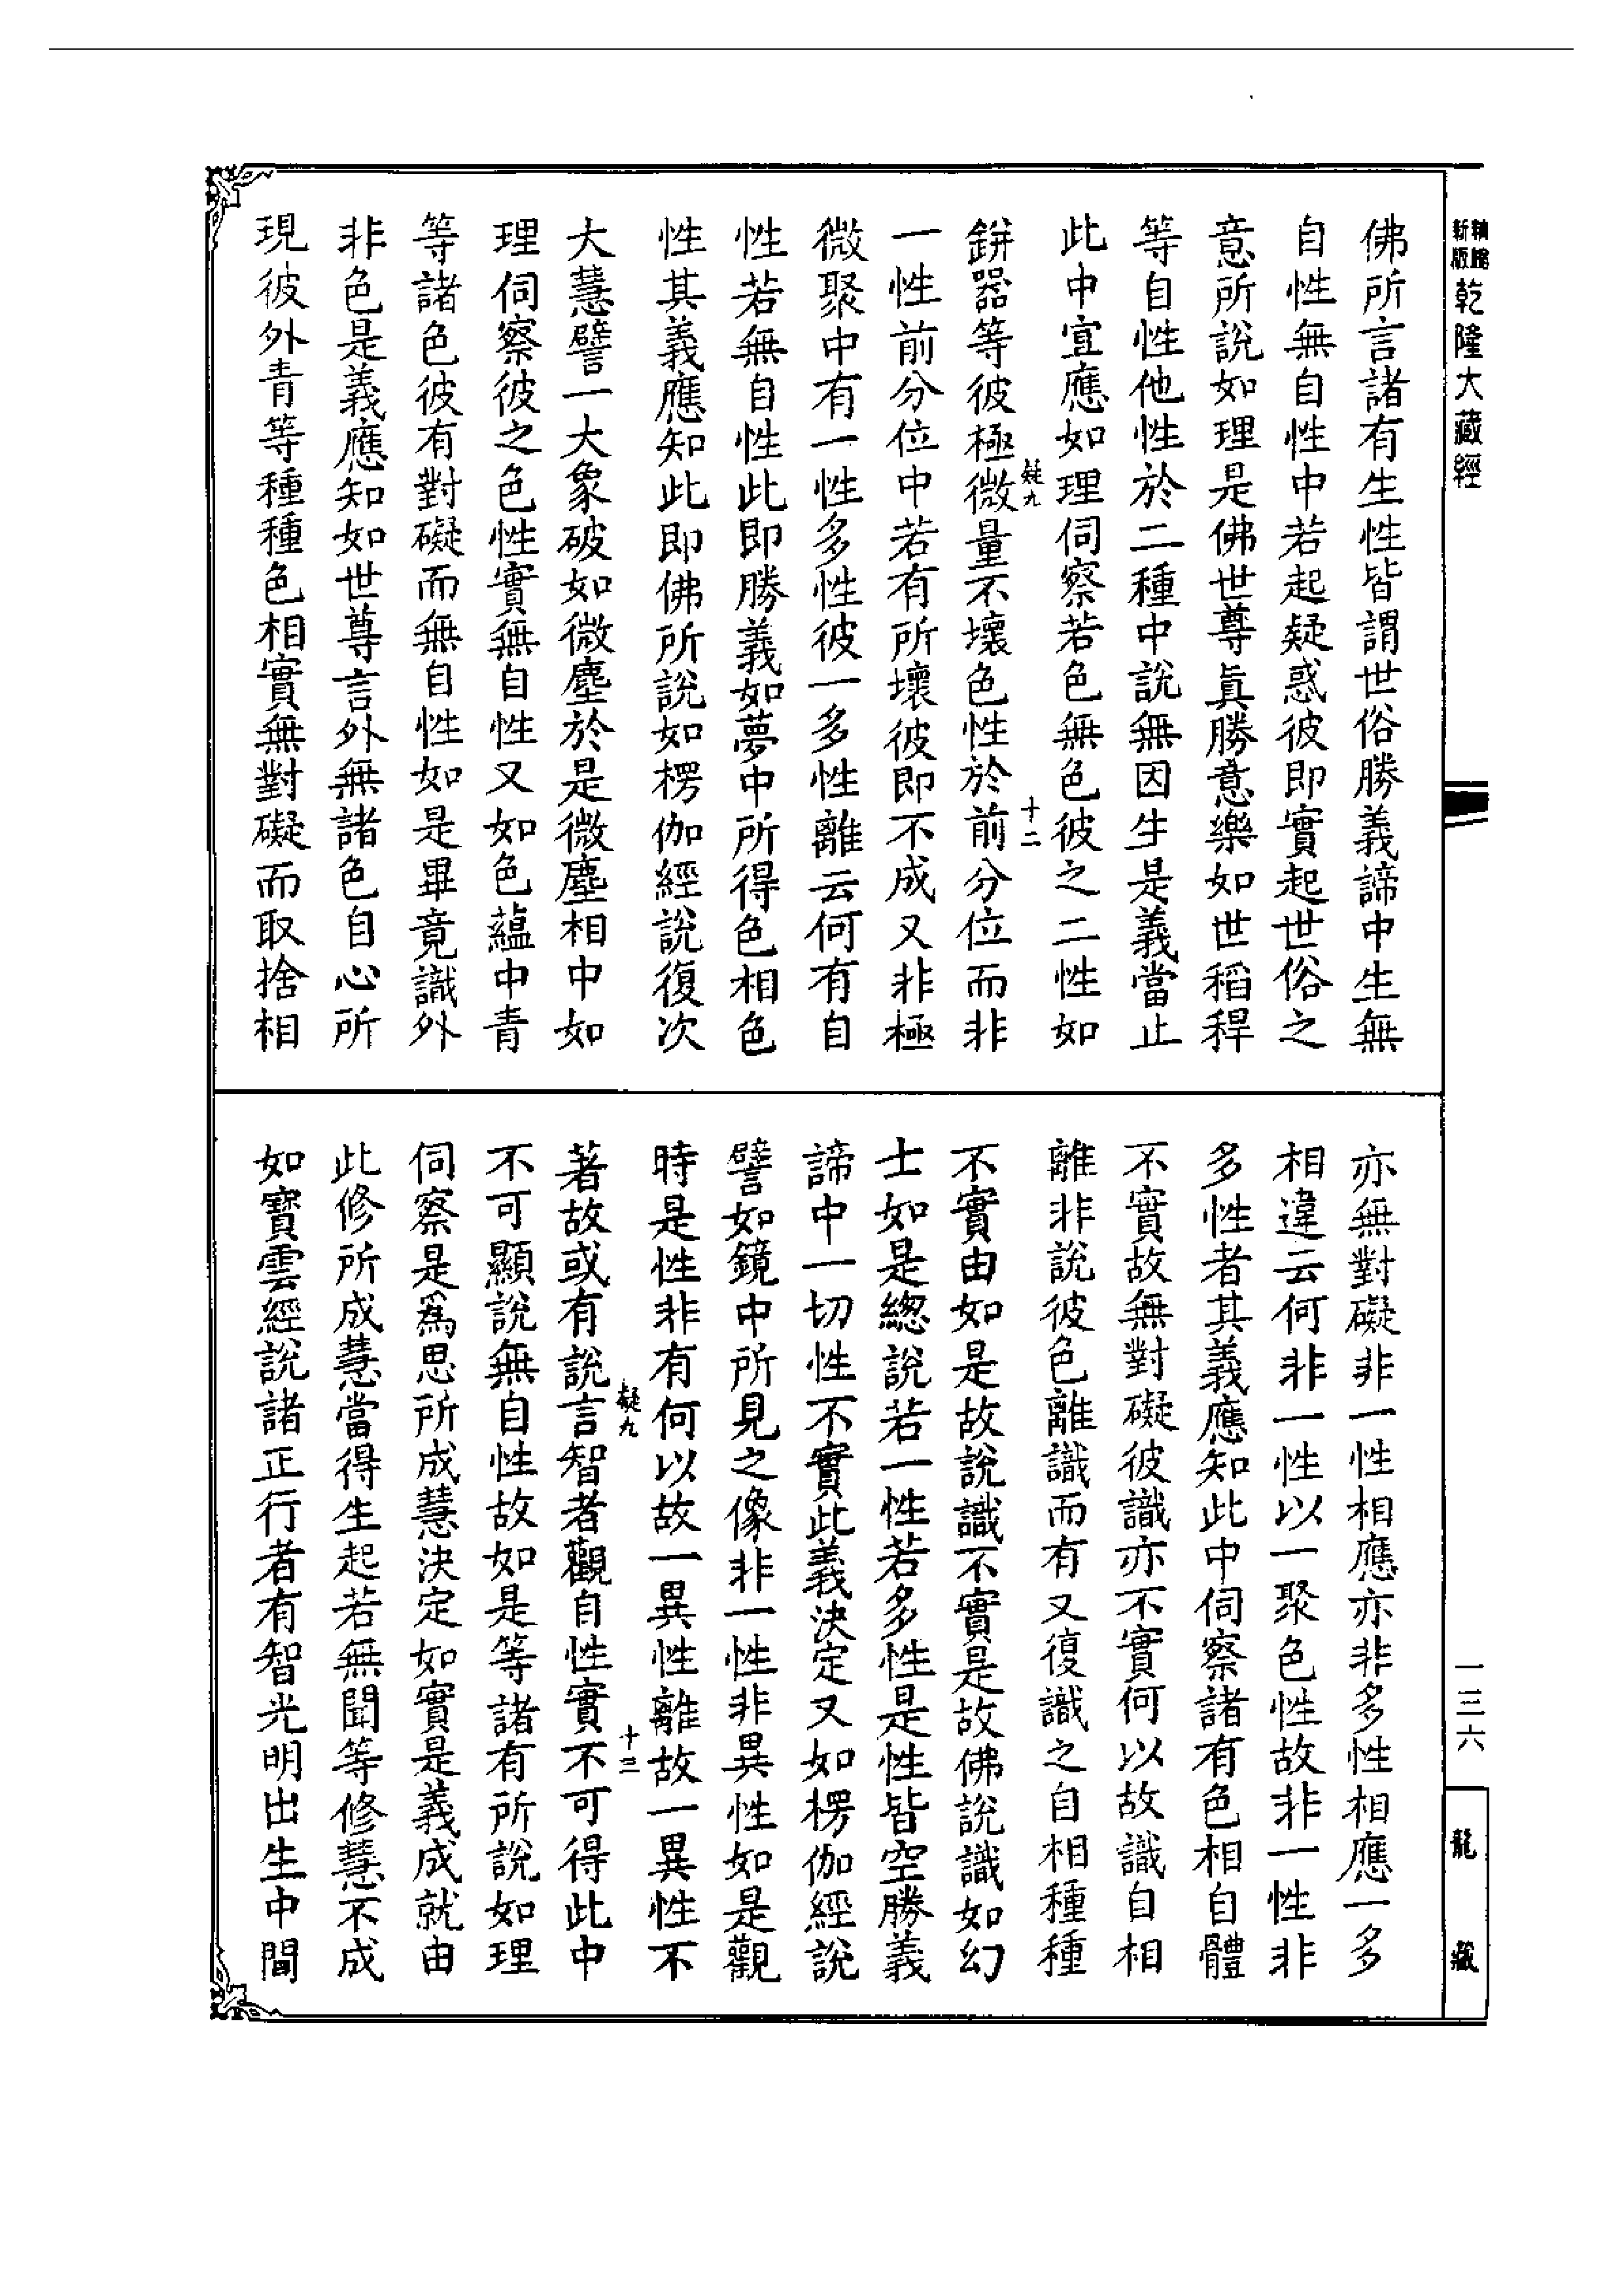 新版
乾隆大藏經
佛所言諸有生性皆謂世俗勝義諦中生無
自性無自性中若起疑惑彼即實起世俗之
意所說如理是佛世尊眞勝意樂如世稻稈
等自性他性於二種中說無因生是義當止
此中宜應如理伺察若色無色彼之二性如
缾器等彼極微量不壞色性於前分位而非
一性前分位中若有所壞彼即不成又非極
微聚中有一性多性彼一多性離云何有自
性若無自性此即勝義如夢中所得色相色
性其義應知此即佛所說如楞伽經說復次
大慧譬一大象破如微塵於是微塵相中如
理伺察彼之色性實無自性又如色蘊中青
等諸色彼有對礙而無自性如是畢竟識外
非色是義應知如世尊言外無諸色自心所
現彼外青等種種色相實無對礙而取捨相
疑九
十二
亦無對礙非一性相應亦非多性相應一多
相違云何非一性以一聚色性故非一性非
多性者其義應知此中伺察諸有色相自體
不實故無對礙彼識亦不實何以故識自相
離非說彼色離識而有又復識之自相種種
不實由如是故說識不實是故佛說識如幻
士如是總說若一性若多性是性皆空勝義
諦中一切性不實此義決定又如楞伽經說
譬如鏡中所見之像非一性非異性如是觀
時是性非有何以故一異性離故一異性不
著故或有說言智者觀自性實不可得此中
不可顯說無自性故如是等諸有所說如理
伺察是爲思所成慧決定如實是義成就由
此修所成慧當得生起若無聞等修慧不成
如寶雲經說諸正行者有智光明出生中間
疑九
十三
一三六
龍藏